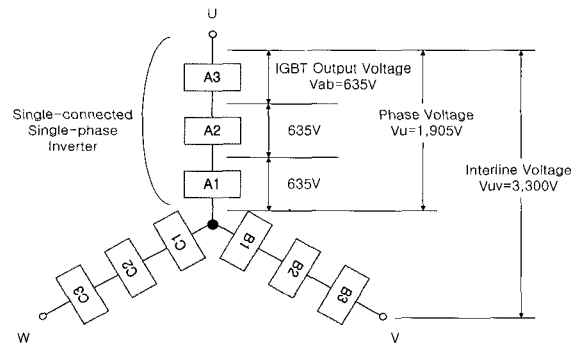 U
A3
IGBT Output Voltage
Vab=635V
Single-connected
Single-phase
Inverter
A2
635V
Phase Voltage
Vu=1,905V
A1
635V
Interline Voltage
Vuv=3,300V
C1
C2
C3
B1
B2
B3
W
V